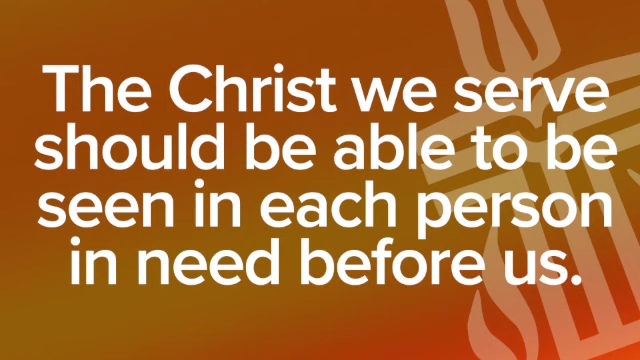 The Christ we serve
should be able to be
seen in each person
in need before us.